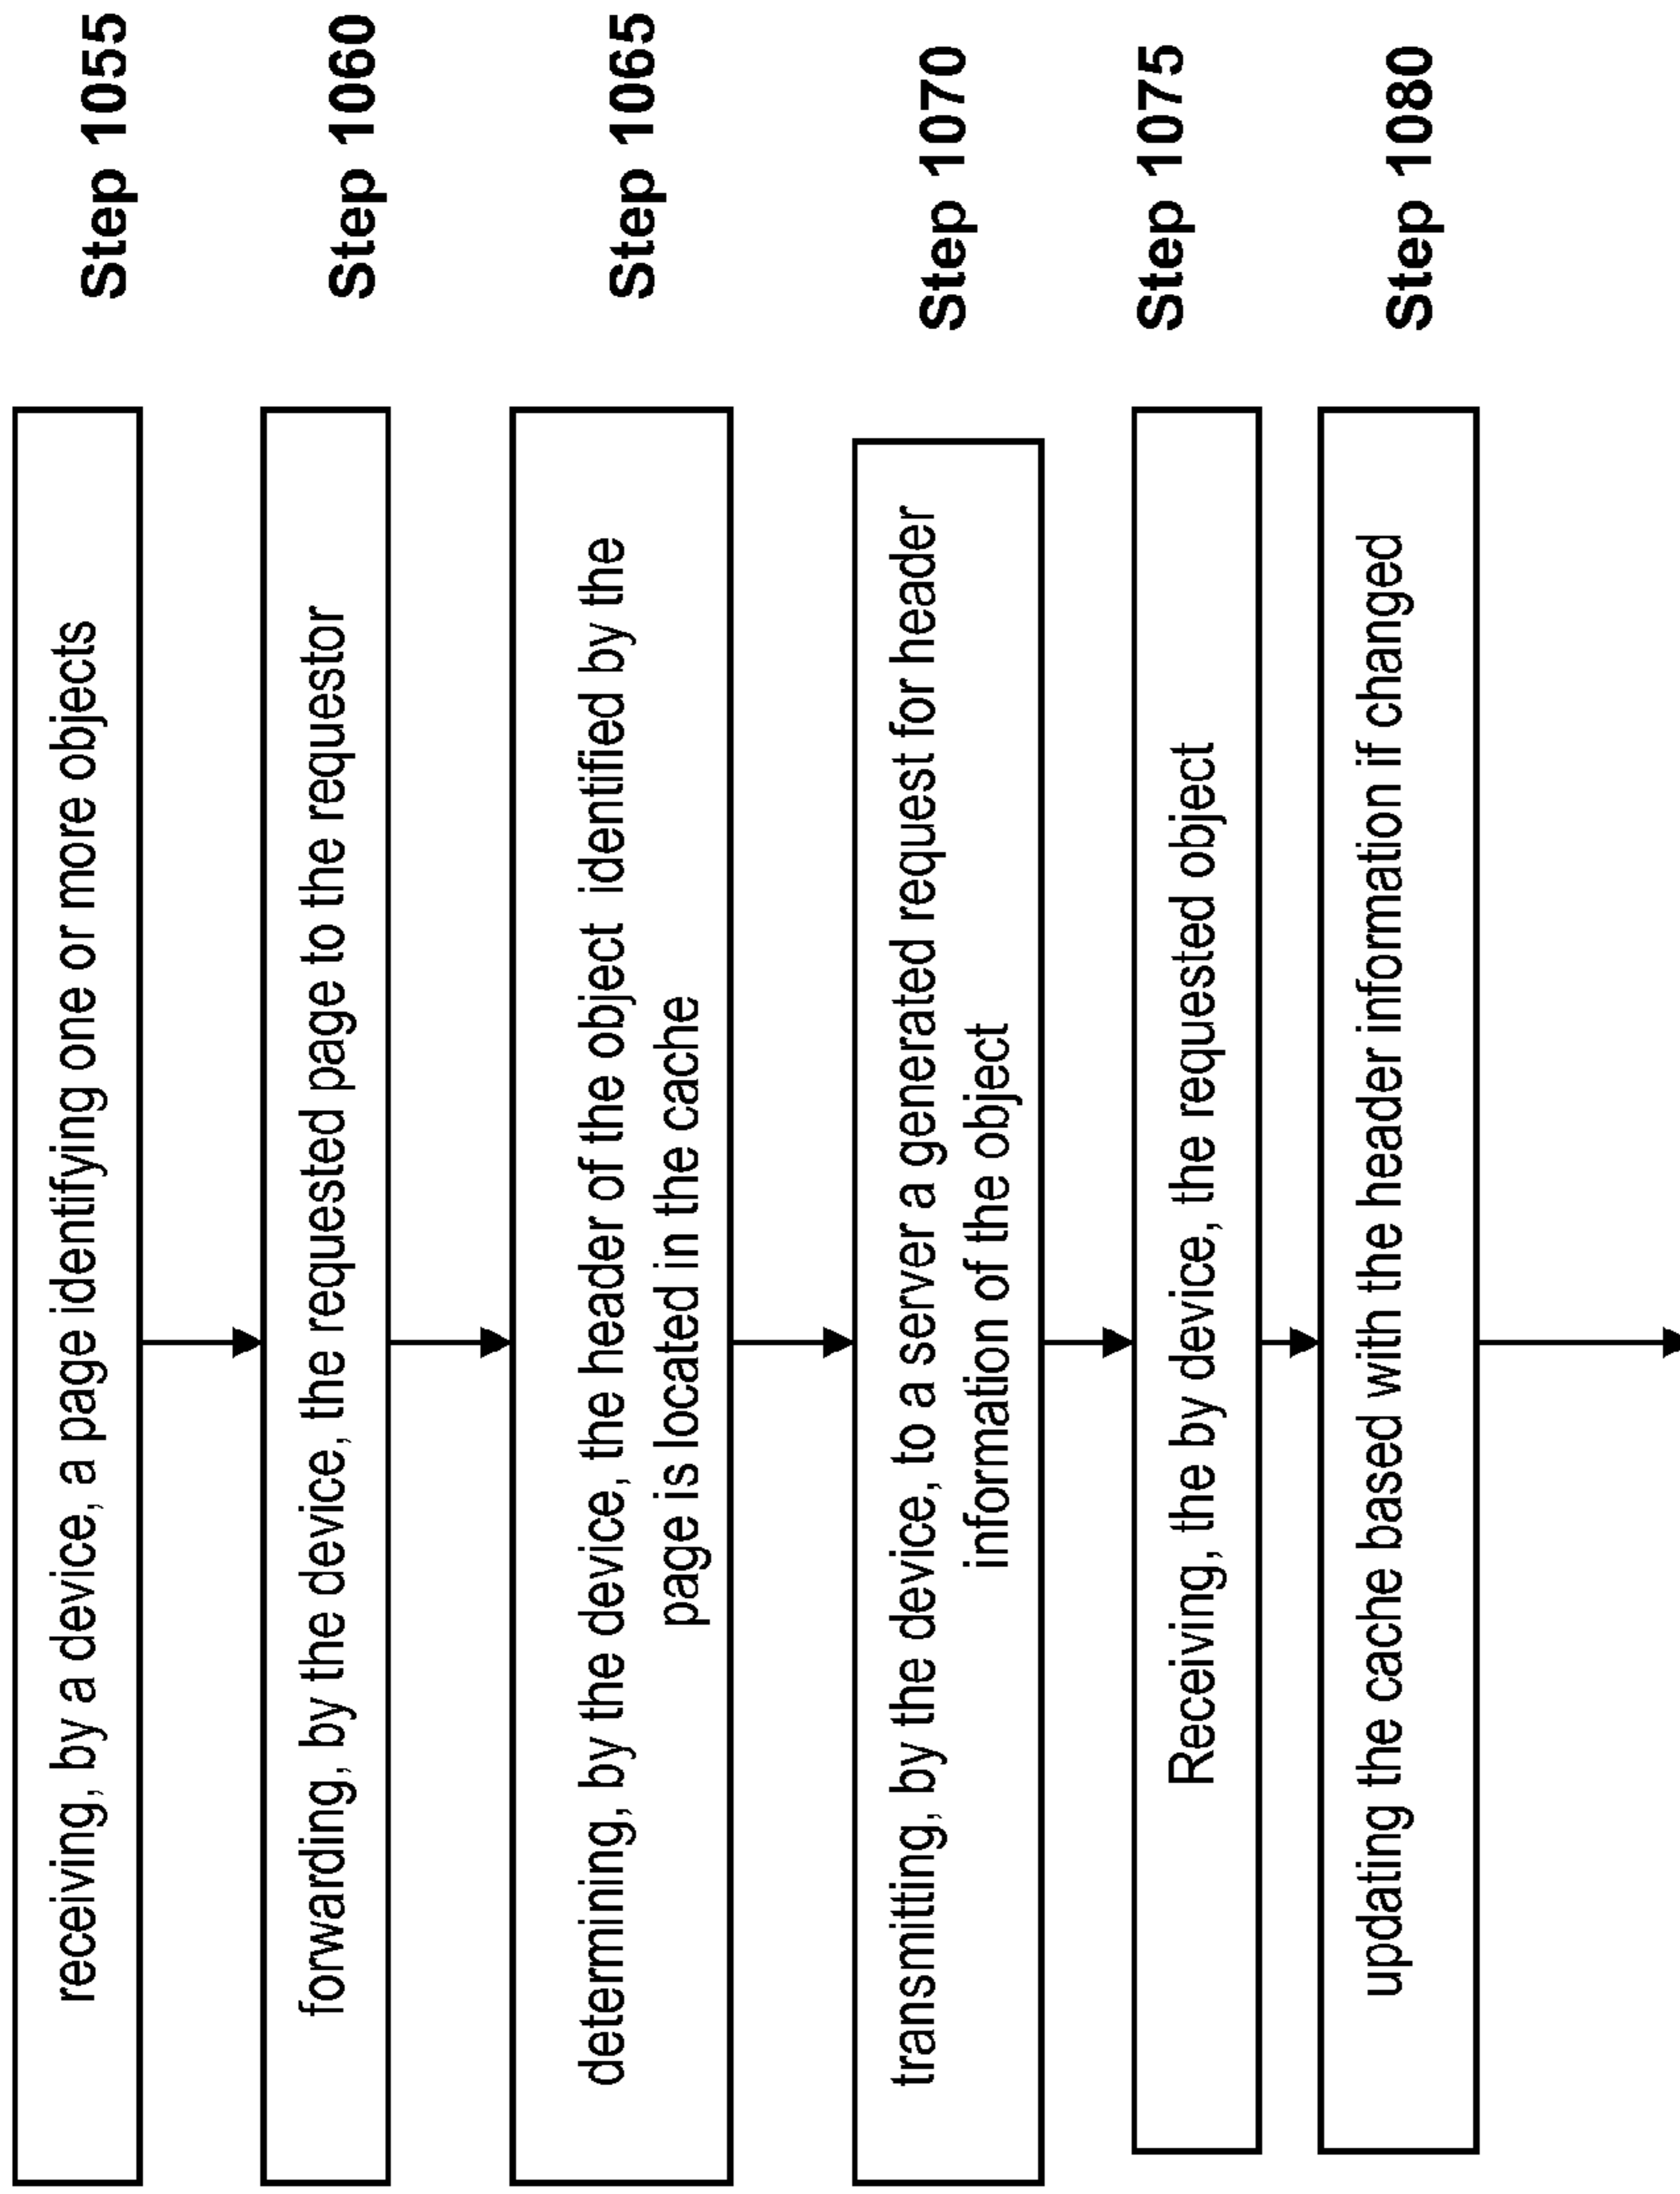 receiving, by a device, a page identifying one or more objects
Step 1055
forwarding, by the device, the requested page to the requestor
Step 1060
determining, by the device, the header of the object identified by the
page is located in the cache
Step 1065
transmitting, by the device, to a server a generated request for header
information of the object
Step 1070
Receiving, the by device, the requested object
Step 1075
updating the cache based with the header information if changed
Step 1080